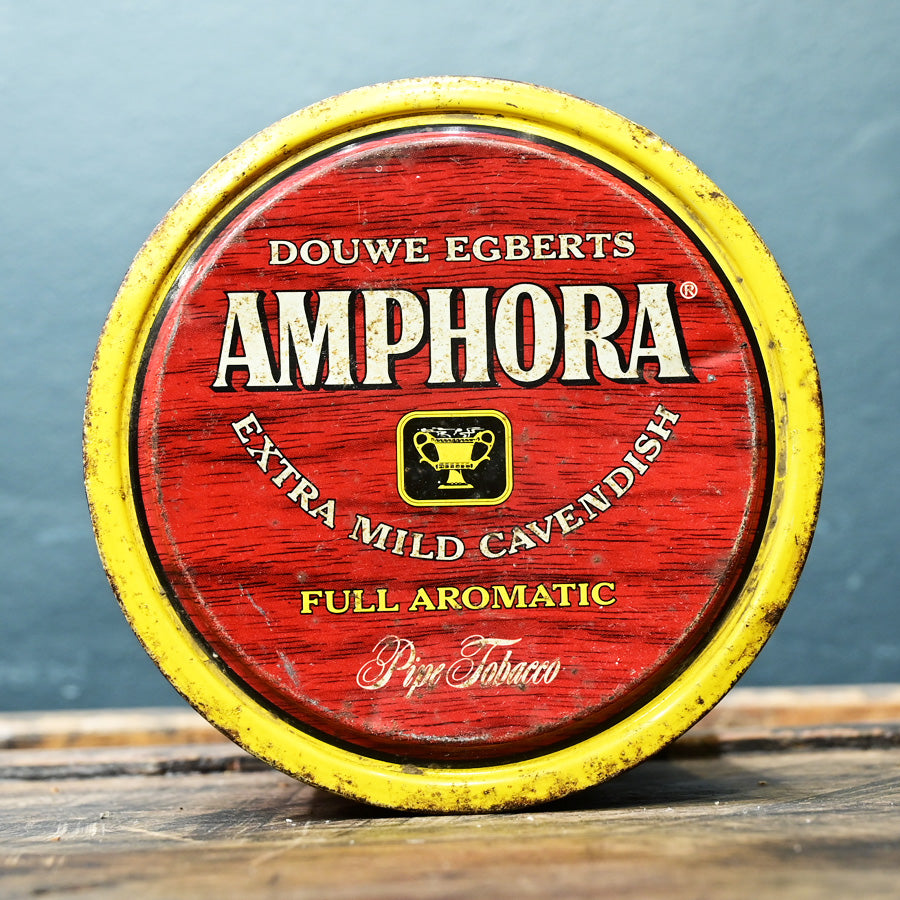 DOUWE EGBERTS
AMPHORA®
EXTRA MILD CAVENDISH
FULL AROMATIC
Pipe Tobacco